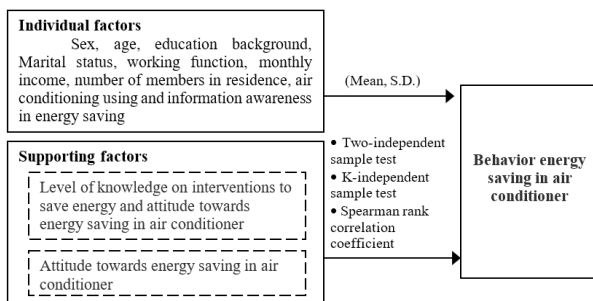 Individual factors
Sex, age, education background,
Marital status, working function, monthly
income, number of members in residence, air
conditioning using and information awareness
in energy saving
(Mean, S.D.)
Supporting factors
Level of knowledge on interventions to
save energy and attitude towards
energy saving in air conditioner
Attitude towards energy saving in air
conditioner
• Two-independent
sample test
• K-independent
sample test
• Spearman rank
correlation
coefficient
Behavior energy
saving in air
conditioner